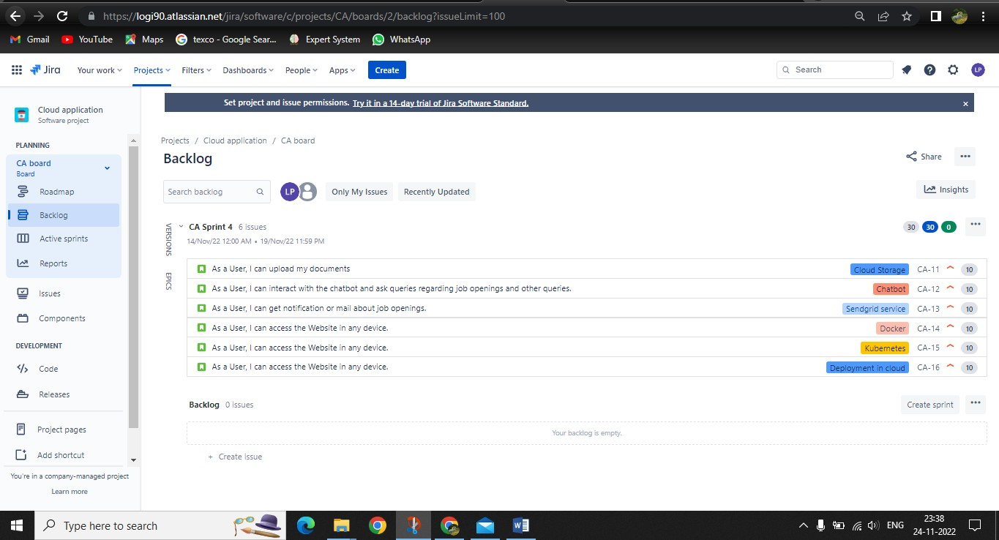 https://logi90.atlassian.net/jira/software/c/projects/CA/boards/2/backlog?issueLimit=100
Gmail YouTube Maps texco - Google Sear... Expert System WhatsApp
Jira Your work Projects Filters Dashboards People Apps Create Search LP
Cloud application
Software project
Set project and issue permissions. Try it in a 14-day trial of Jira Software Standard.
PLANNING
CA board
Board
Roadmap
Backlog
Active sprints
Reports
Issues
Components
DEVELOPMENT
Code
Releases
Project pages
Add shortcut
You're in a company-managed project
Learn more
Projects / Cloud application / CA board
Backlog
Share
Search backlog LP Only My Issues Recently Updated Insights
VERSIONS
EPICS
CA Sprint 4 6 issues 30 30 0
14/Nov/22 12:00 AM • 19/Nov/22 11:59 PM
As a User, I can upload my documents Cloud Storage CA-11 10
As a User, I can interact with the chatbot and ask queries regarding job openings and other queries. Chatbot CA-12 10
As a User, I can get notification or mail about job openings. Sendgrid service CA-13 10
As a User, I can access the Website in any device. Docker CA-14 10
As a User, I can access the Website in any device. Kubernetes CA-15 10
As a User, I can access the Website in any device. Deployment in cloud CA-16 10
Backlog 0 issues Create sprint
Your backlog is empty.
+ Create issue
Type here to search
ENG
23:38
24-11-2022